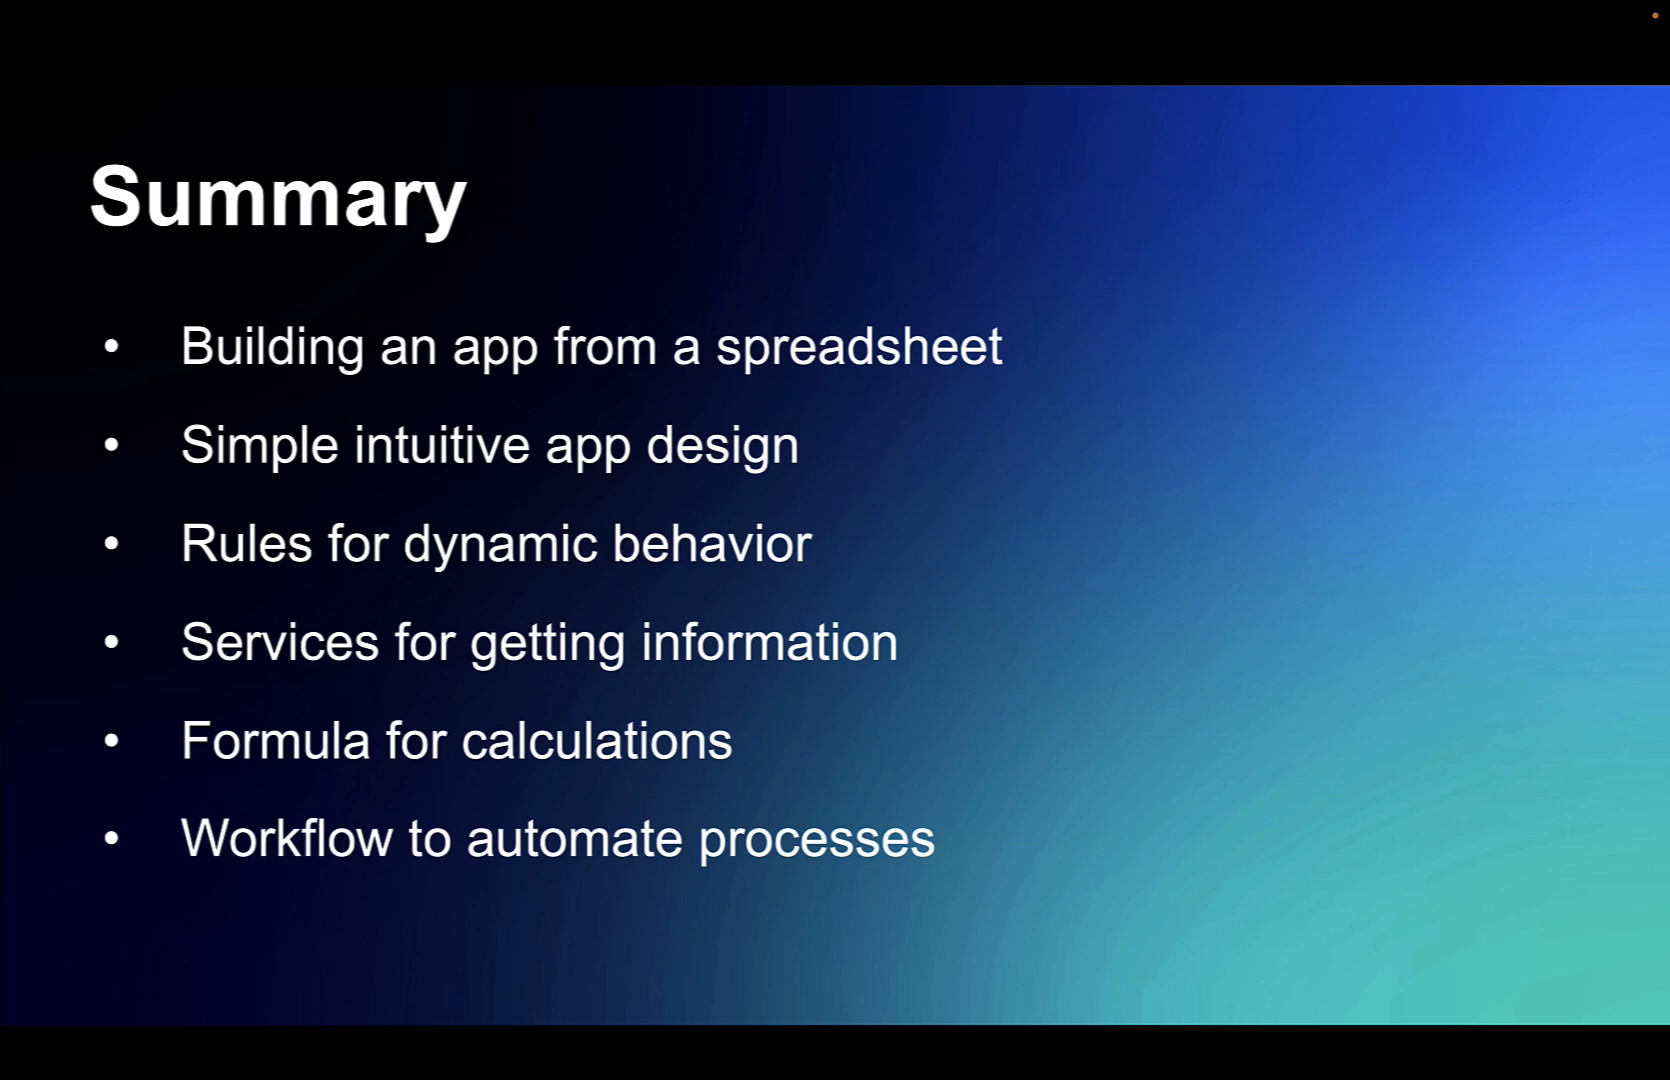 Summary
• Building an app from a spreadsheet
• Simple intuitive app design
• Rules for dynamic behavior
• Services for getting information
• Formula for calculations
• Workflow to automate processes